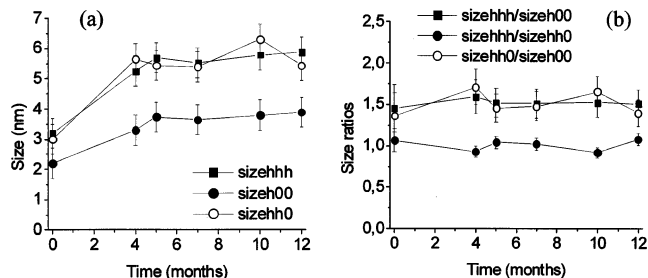 (a)
7
6
5
4
3
2
1
0
Size (nm)
sizehhh
sizeh00
sizehh0
0 2 4 6 8 10 12
Time (months)
(b)
sizehhh/sizeh00
sizehhh/sizehh0
sizehh0/sizeh00
2,5
2,0
1,5
1,0
0,5
0,0
Size ratios
0 2 4 6 8 10 12
Time (months)